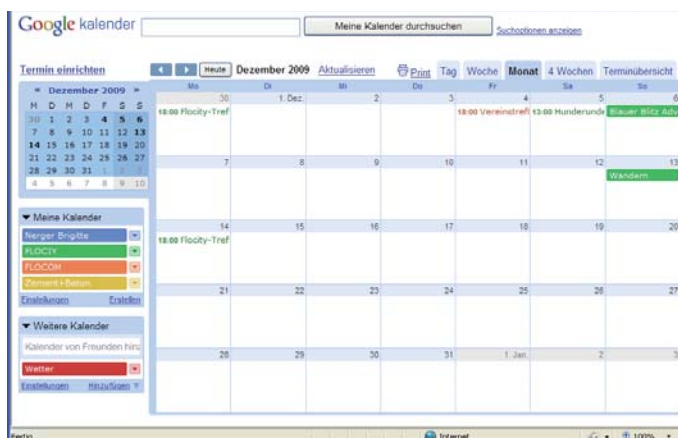 Google kalender
Meine Kalender durchsuchen
Suchoptionen anzeigen
Termin einrichten
Heute Dezember 2009 Aktualisieren Print Tag Woche Monat 4 Wochen Terminübersicht
« Dezember 2009 »
M D M D F S S
30 1 2 3 4 5 6
7 8 9 10 11 12 13
14 15 16 17 18 19 20
21 22 23 24 25 26 27
28 29 30 31 1 2 3
4 5 6 7 8 9 10
Meine Kalender
Nerger Brigitte
FLOCIY
FLOCOM
Zement+Beton
Einstellungen Erstellen
Weitere Kalender
Kalender von Freunden hinz
Wetter
Einstellungen Hinzufügen
Mo Di Mi Do Fr Sa So
30 1. Dez. 2 3 4 5 6
18:00 Flocity-Tref 18:00 Vereinstrefi 13:00 Hunderunde Blauer Blitz Adv
7 8 9 10 11 12 13
Wandern
14 15 16 17 18 19 20
18:00 Flocity-Tref
21 22 23 24 25 26 27
28 29 30 31 1. Jan. 2 3
Fertig Internet 100%